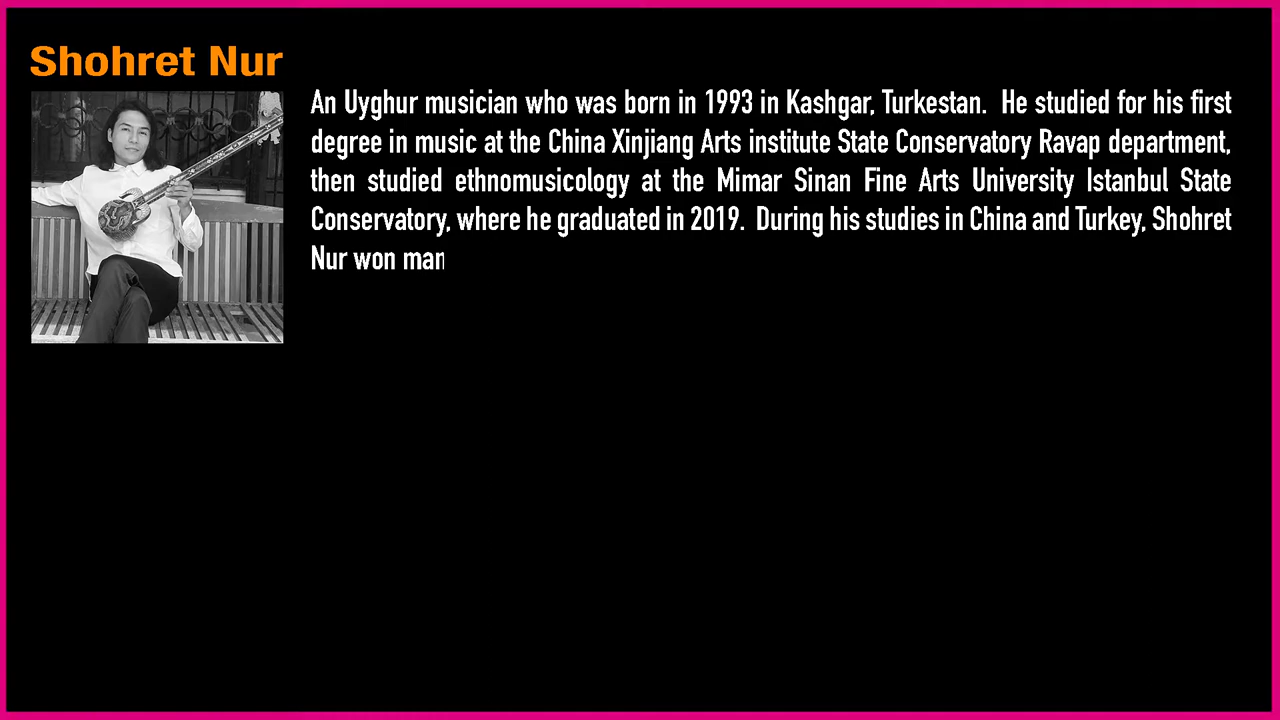 Shohret Nur
An Uyghur musician who was born in 1993 in Kashgar, Turkestan. He studied for his first
degree in music at the China Xinjiang Arts institute State Conservatory Ravap department,
then studied ethnomusicology at the Mimar Sinan Fine Arts University Istanbul State
Conservatory, where he graduated in 2019. During his studies in China and Turkey, Shohret
Nur won man